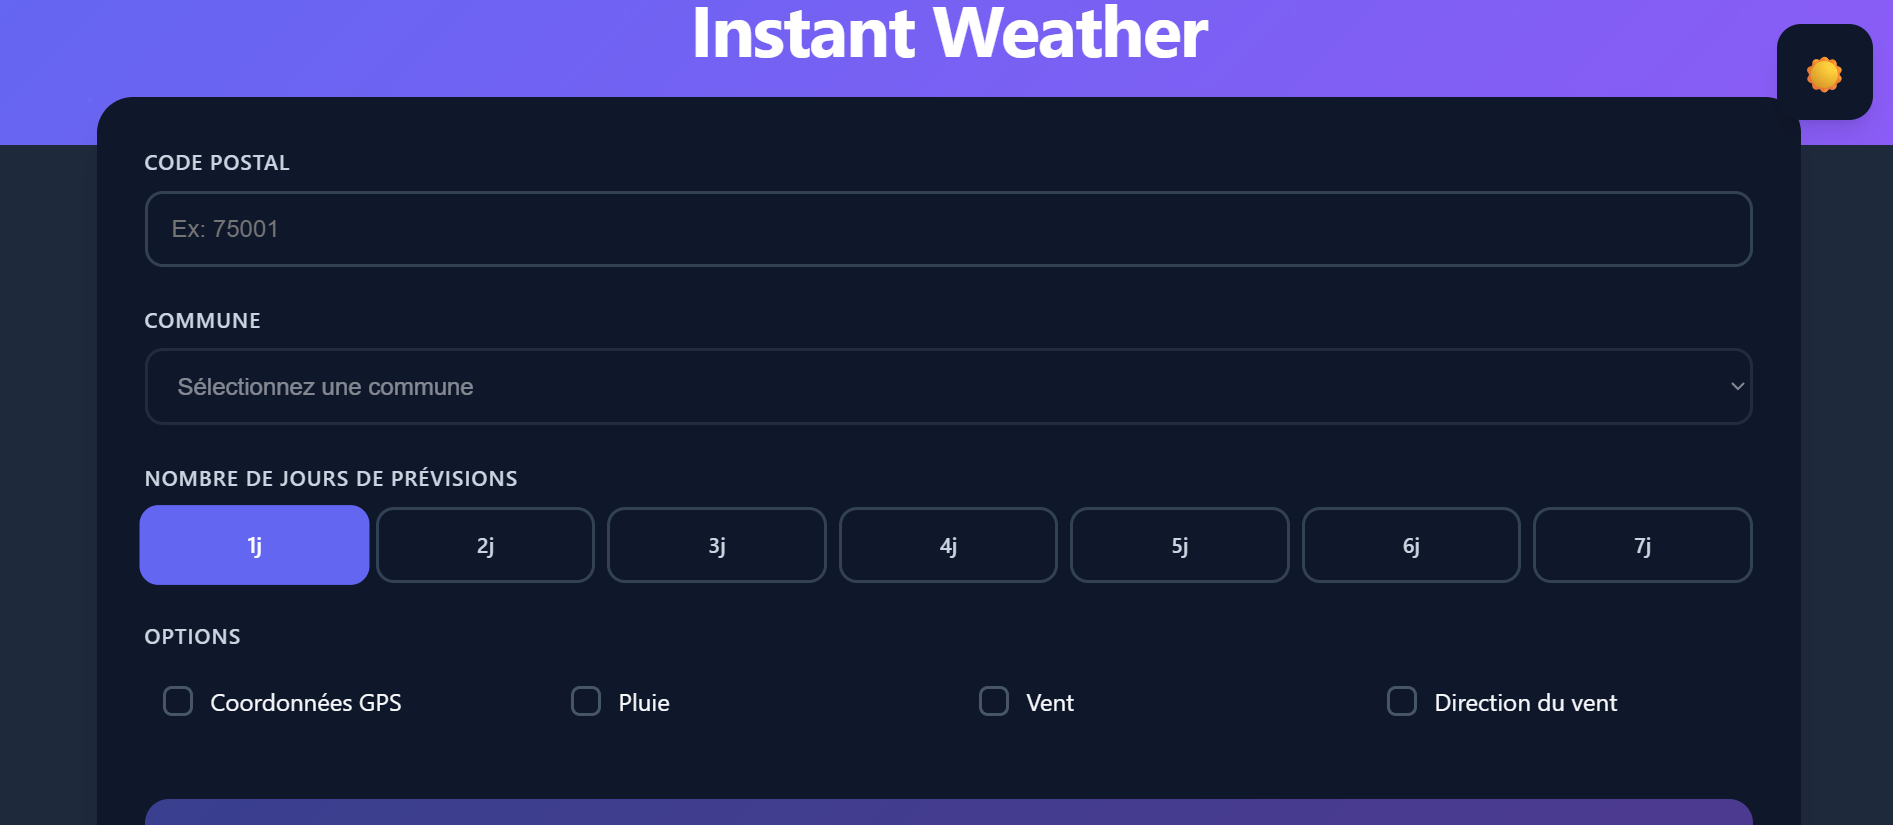 Instant Weather
CODE POSTAL
Ex: 75001
COMMUNE
Sélectionnez une commune
NOMBRE DE JOURS DE PRÉVISIONS
1j 2j 3j 4j 5j 6j 7j
OPTIONS
Coordonnées GPS Pluie Vent Direction du vent